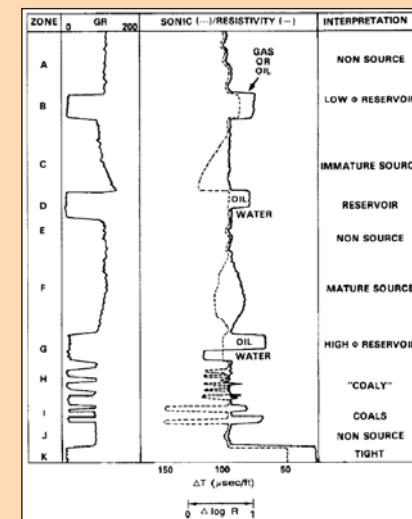 ZONE GR SONIC (---)/RESISTIVITY (—) INTERPRETATION
0 200
A NON SOURCE
GAS
OR
OIL
B LOW Φ RESERVOIR
C IMMATURE SOURCE
D OIL RESERVOIR
WATER
E NON SOURCE
F MATURE SOURCE
G OIL HIGH Φ RESERVOIR
WATER
H "COALY"
I COALS
J NON SOURCE
K TIGHT
150 100 50
ΔT (μsec/ft)
0 Δ log R 1